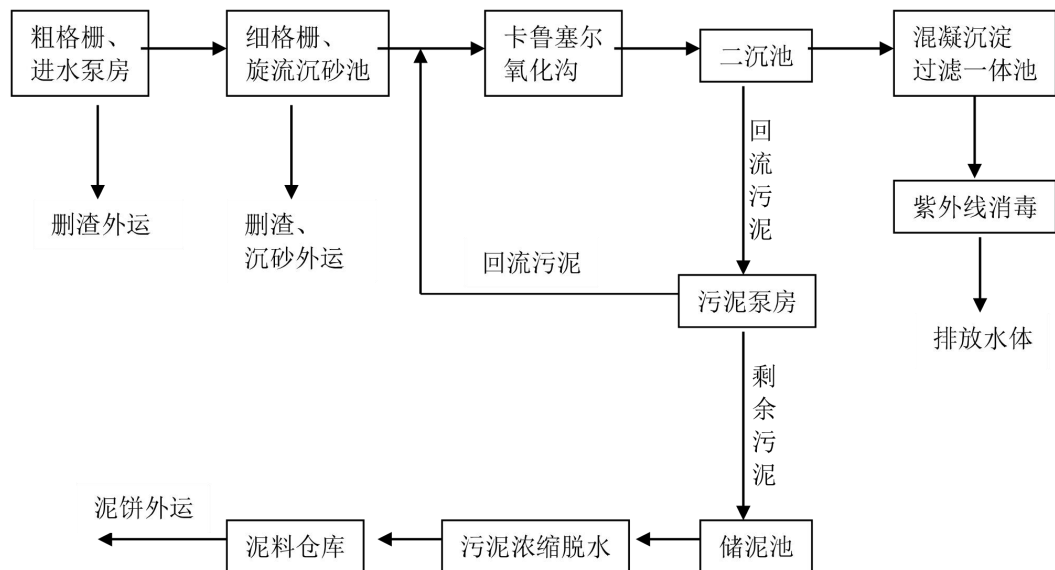 粗格栅、
进水泵房
细格栅、
旋流沉砂池
卡鲁塞尔
氧化沟
二沉池
混凝沉淀
过滤一体池
删渣外运
删渣、
沉砂外运
回流污泥
回流污泥
紫外线消毒
污泥泵房
排放水体
剩余污泥
泥饼外运
泥料仓库
污泥浓缩脱水
储泥池